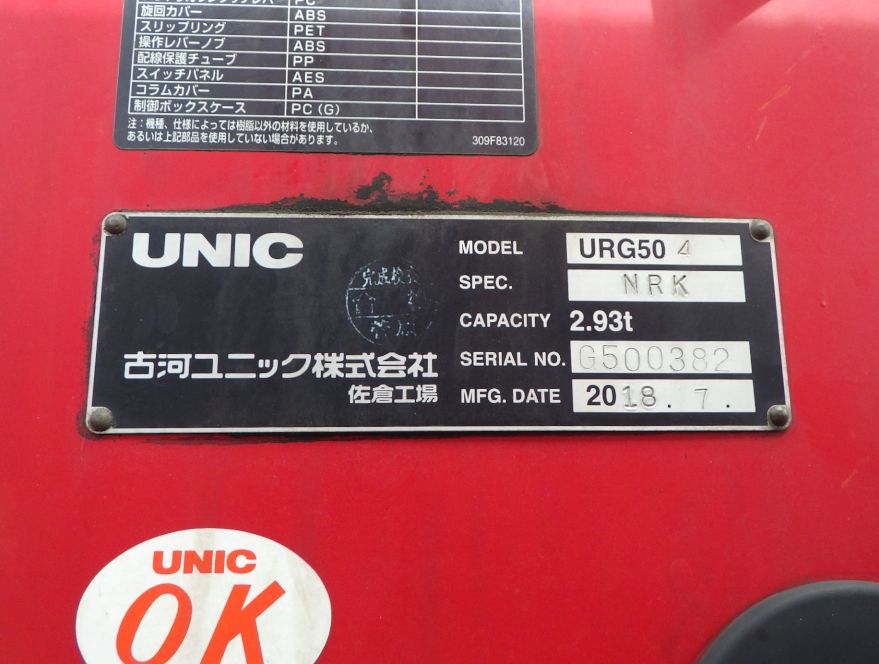 PC
旋回カバー ABS
スリップリング PET
操作レバーノブ ABS
配線保護チューブ PP
スイッチパネル AES
コラムカバー PA
制御ボックスケース PC (G)
注：機種、仕様によっては樹脂以外の材料を使用しているか、
あるいは上記部品を使用していない場合があります。
309F83120
UNIC
古河ユニック株式会社
佐倉工場
MODEL URG50 4
SPEC. NRK
CAPACITY 2.93t
SERIAL NO. G500382
MFG. DATE 2018. 7.
UNIC
OK